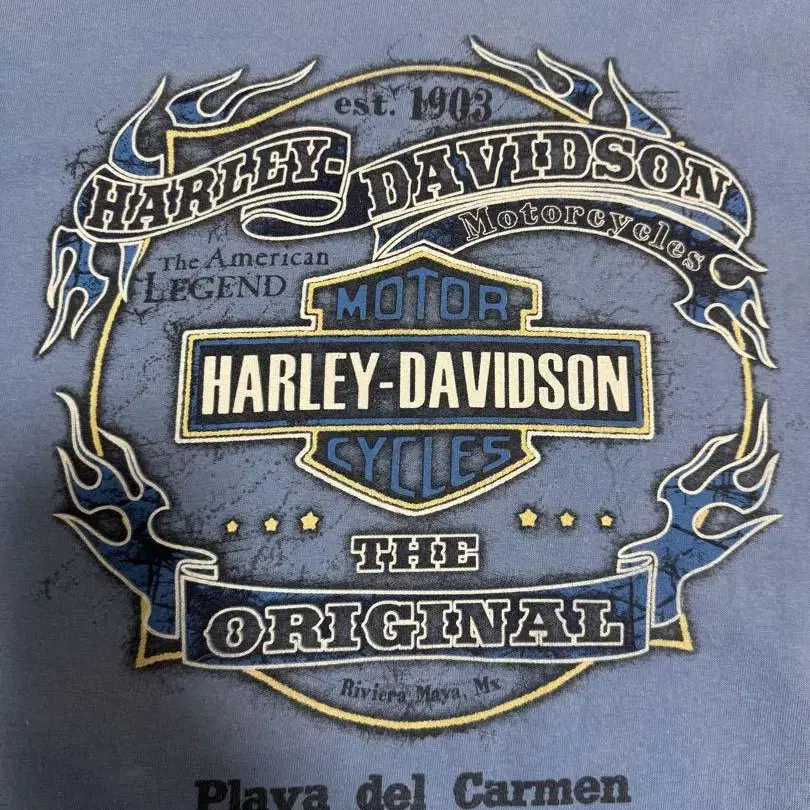 est. 1903
HARLEY-DAVIDSON
Motorcycles
The American
LEGEND
MOTOR
HARLEY-DAVIDSON
CYCLES
THE
ORIGINAL
Riviera Maya, Mx
Playa del Carmen